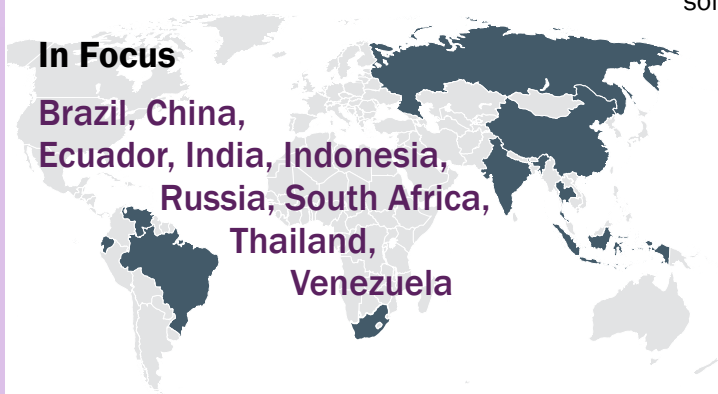 In Focus
Brazil, China,
Ecuador, India, Indonesia,
Russia, South Africa,
Thailand,
Venezuela